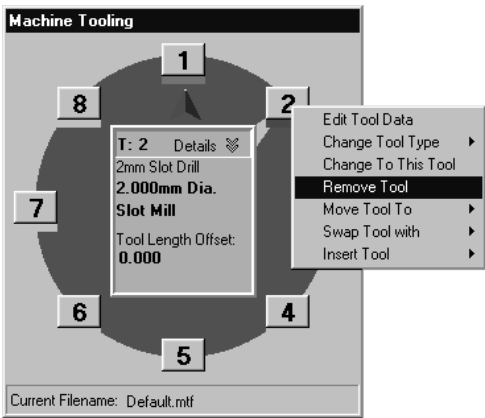 Machine Tooling
1
8
2
T: 2 Details
2mm Slot Drill
2.000mm Dia.
Slot Mill
Tool Length Offset:
0.000
7
6
4
5
Edit Tool Data
Change Tool Type
Change To This Tool
Remove Tool
Move Tool To
Swap Tool with
Insert Tool
Current Filename: Default.mtf